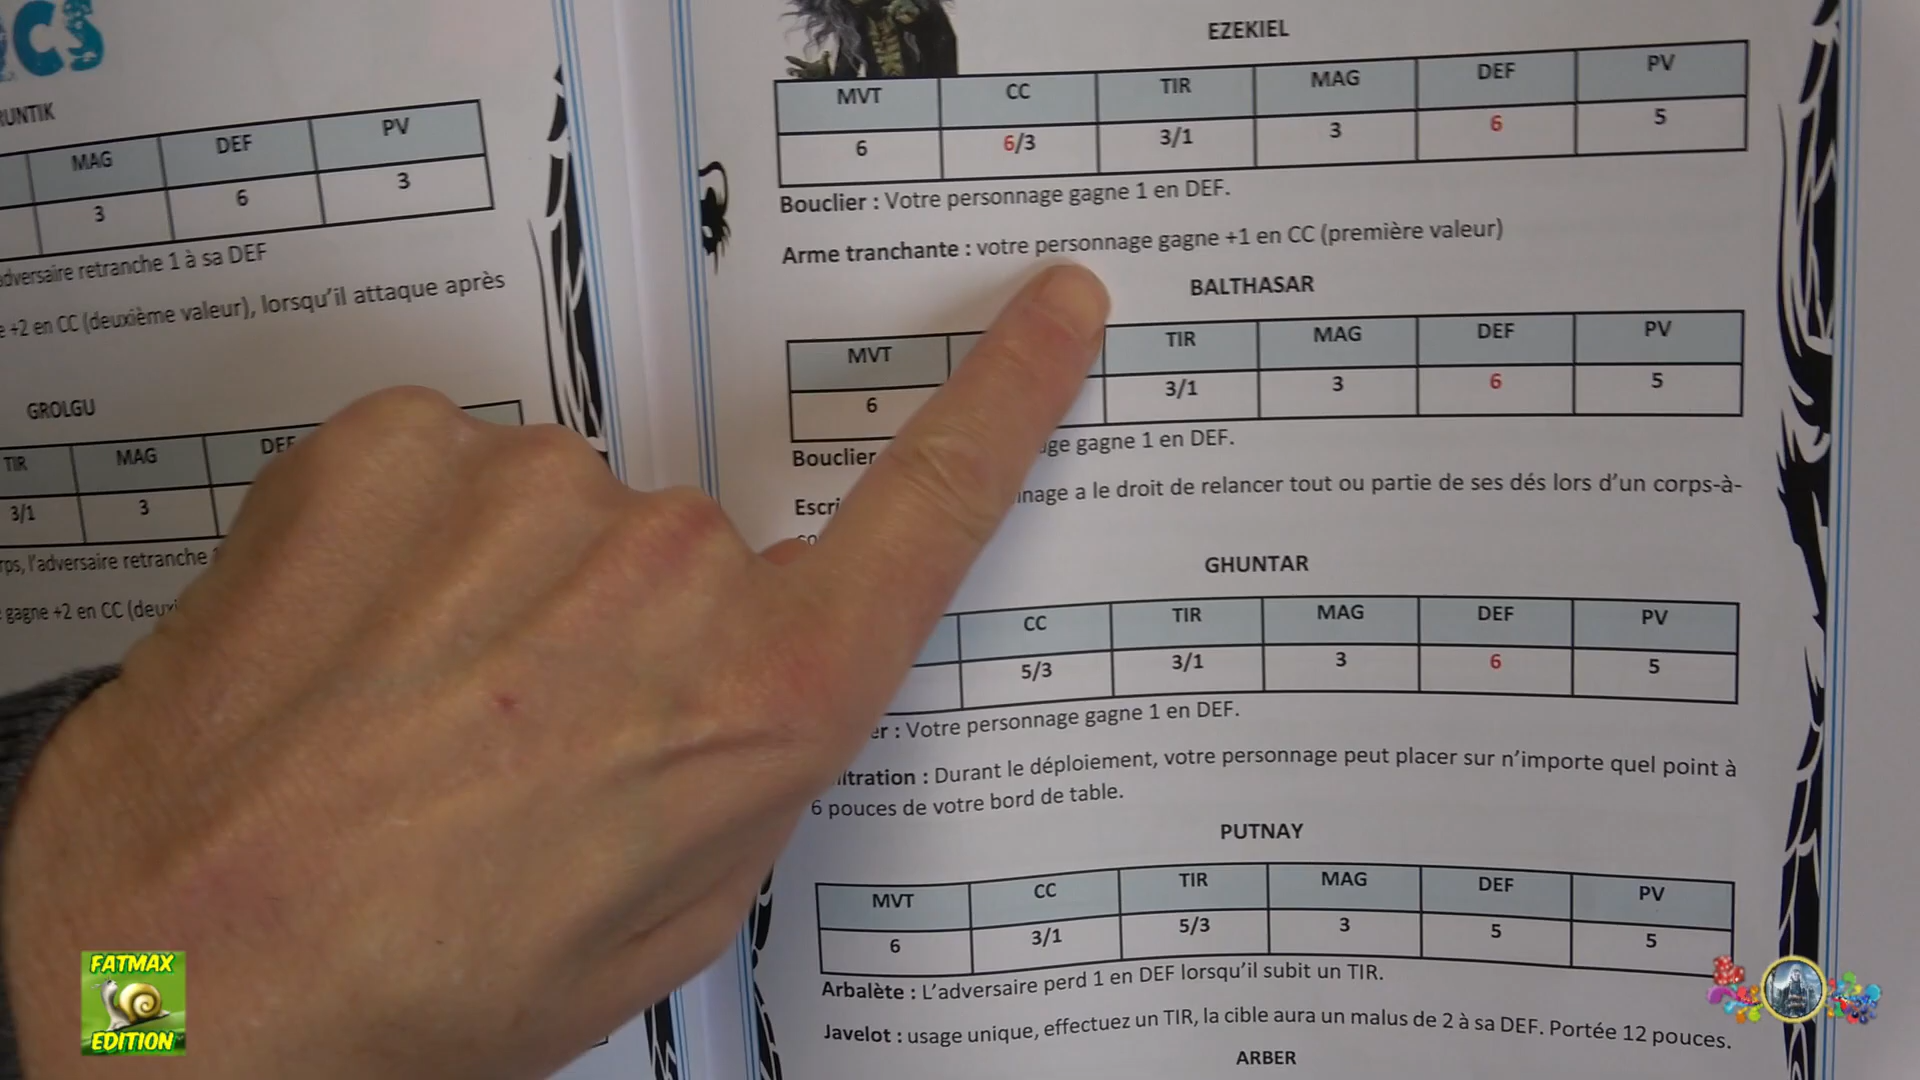 CS
MAG DEF PV
3 6 3
adversaire retranche 1 à sa DEF
+2 en CC (deuxième valeur), lorsqu'il attaque après
GROLGU
TIR MAG DEF
3/1 3
l'adversaire retranche
gagne +2 en CC
EZEKIEL
MVT CC TIR MAG DEF PV
6 6/3 3/1 3 6 5
Bouclier : Votre personnage gagne 1 en DEF.
Arme tranchante : votre personnage gagne +1 en CC (première valeur)
BALTHASAR
MVT TIR MAG DEF PV
6 3/1 3 6 5
Bouclier gagne 1 en DEF.
a le droit de relancer tout ou partie de ses dés lors d'un corps-à-
GHUNTAR
CC TIR MAG DEF PV
5/3 3/1 3 6 5
: Votre personnage gagne 1 en DEF.
: Durant le déploiement, votre personnage peut placer sur n'importe quel point à
6 pouces de votre bord de table.
PUTNAY
MVT CC TIR MAG DEF PV
6 3/1 5/3 3 5 5
Arbalète : L'adversaire perd 1 en DEF lorsqu'il subit un TIR.
Javelot : usage unique, effectuez un TIR, la cible aura un malus de 2 à sa DEF. Portée 12 pouces.
ARBER
FATMAX
EDITION